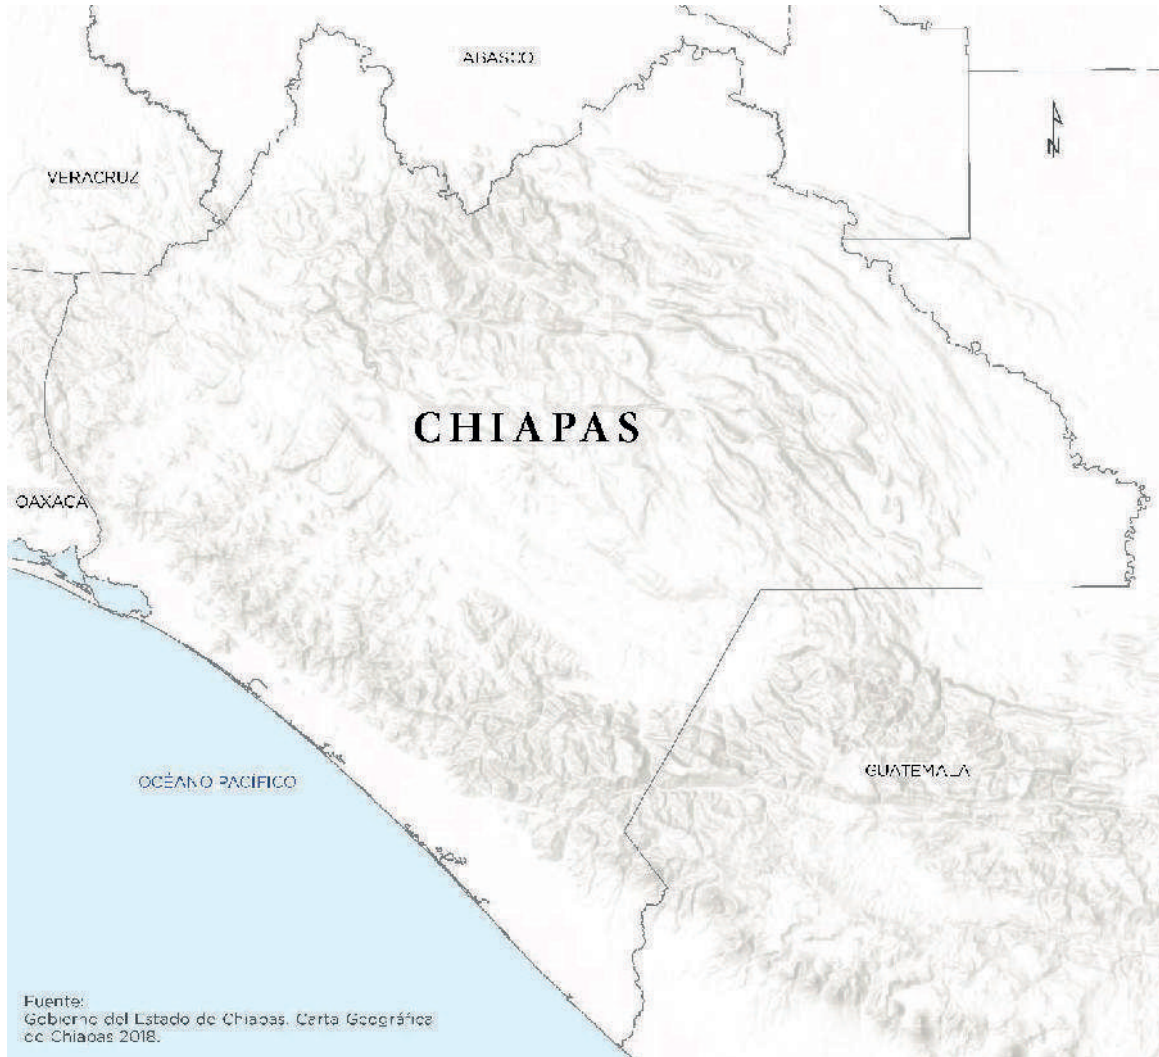 ABASCO
VERACRUZ
N
CHIAPAS
OAXACA
GUATEMALA
OCÉANO PACÍFICO
Fuente:
Gobierno del Estado de Chiapas. Carta Geográfica
de Chiapas 2018.